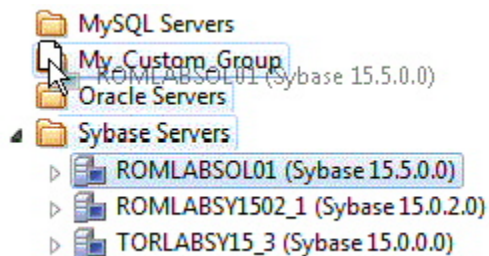 MySQL Servers
My_Custom_Group
ROMLABSOL01 (Sybase 15.5.0.0)
Oracle Servers
Sybase Servers
ROMLABSOL01 (Sybase 15.5.0.0)
ROMLABSY1502_1 (Sybase 15.0.2.0)
TORLABSY15_3 (Sybase 15.0.0.0)